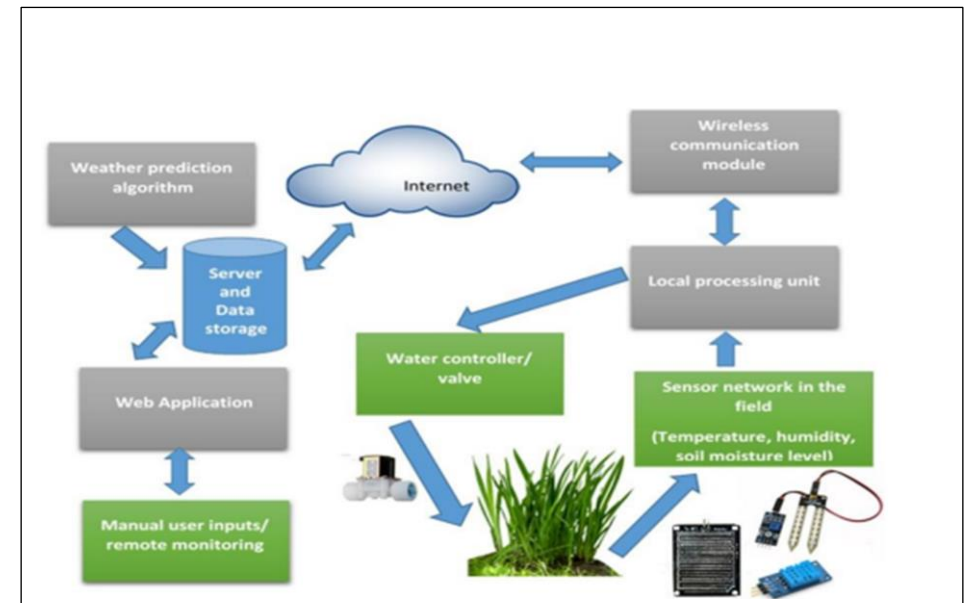 Weather prediction
algorithm
Internet
Wireless
communication
module
Server
and
Data
storage
Local processing unit
Water controller/
valve
Web Application
Sensor network in the
field
(Temperature, humidity,
soil moisture level)
Manual user inputs/
remote monitoring